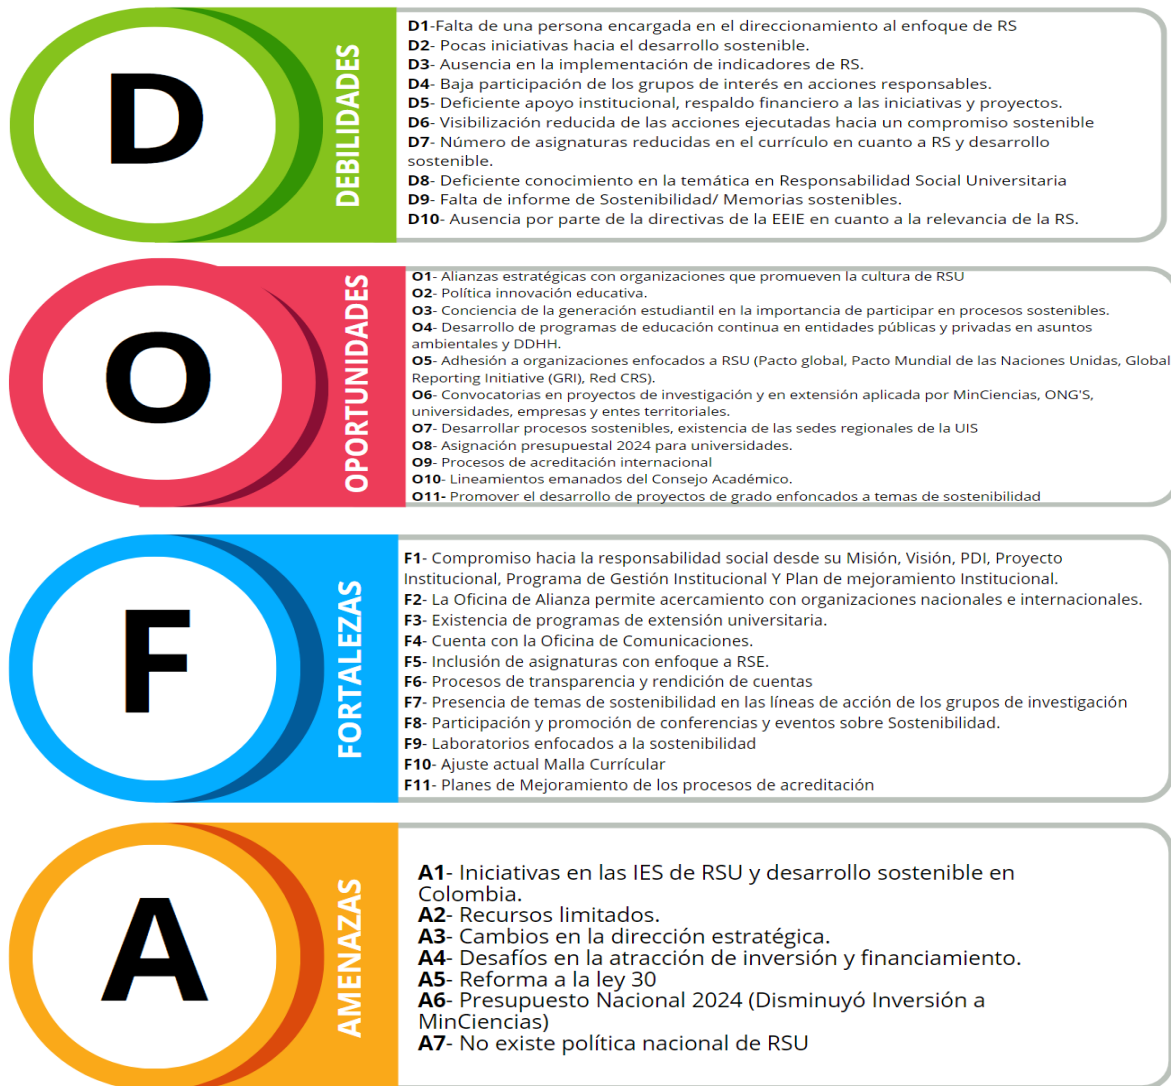 D
DEBILIDADES
D1-Falta de una persona encargada en el direccionamiento al enfoque de RS
D2- Pocas iniciativas hacia el desarrollo sostenible.
D3- Ausencia en la implementación de indicadores de RS.
D4- Baja participación de los grupos de interés en acciones responsables.
D5- Deficiente apoyo institucional, respaldo financiero a las iniciativas y proyectos.
D6- Visibilización reducida de las acciones ejecutadas hacia un compromiso sostenible
D7- Número de asignaturas reducidas en el currículo en cuanto a RS y desarrollo
sostenible.
D8- Deficiente conocimiento en la temática en Responsabilidad Social Universitaria
D9- Falta de informe de Sostenibilidad/ Memorias sostenibles.
D10- Ausencia por parte de la directivas de la EEIE en cuanto a la relevancia de la RS.
O
OPORTUNIDADES
O1- Alianzas estratégicas con organizaciones que promueven la cultura de RSU
O2- Política innovación educativa.
O3- Conciencia de la generación estudiantil en la importancia de participar en procesos sostenibles.
O4- Desarrollo de programas de educación continua en entidades públicas y privadas en asuntos
ambientales y DDHH.
O5- Adhesión a organizaciones enfocados a RSU (Pacto global, Pacto Mundial de las Naciones Unidas, Global
Reporting Initiative (GRI), Red CRS).
O6- Convocatorias en proyectos de investigación y en extensión aplicada por MinCiencias, ONG'S,
universidades, empresas y entes territoriales.
O7- Desarrollar procesos sostenibles, existencia de las sedes regionales de la UIS
O8- Asignación presupuestal 2024 para universidades.
O9- Procesos de acreditación internacional
O10- Lineamientos emanados del Consejo Académico.
O11- Promover el desarrollo de proyectos de grado enfoncados a temas de sostenibilidad
F
FORTALEZAS
F1- Compromiso hacia la responsabilidad social desde su Misión, Visión, PDI, Proyecto
Institucional, Programa de Gestión Institucional Y Plan de mejoramiento Institucional.
F2- La Oficina de Alianza permite acercamiento con organizaciones nacionales e internacionales.
F3- Existencia de programas de extensión universitaria.
F4- Cuenta con la Oficina de Comunicaciones.
F5- Inclusión de asignaturas con enfoque a RSE.
F6- Procesos de transparencia y rendición de cuentas
F7- Presencia de temas de sostenibilidad en las líneas de acción de los grupos de investigación
F8- Participación y promoción de conferencias y eventos sobre Sostenibilidad.
F9- Laboratorios enfocados a la sostenibilidad
F10- Ajuste actual Malla Currícular
F11- Planes de Mejoramiento de los procesos de acreditación
A
AMENAZAS
A1- Iniciativas en las IES de RSU y desarrollo sostenible en
Colombia.
A2- Recursos limitados.
A3- Cambios en la dirección estratégica.
A4- Desafíos en la atracción de inversión y financiamiento.
A5- Reforma a la ley 30
A6- Presupuesto Nacional 2024 (Disminuyó Inversión a
MinCiencias)
A7- No existe política nacional de RSU